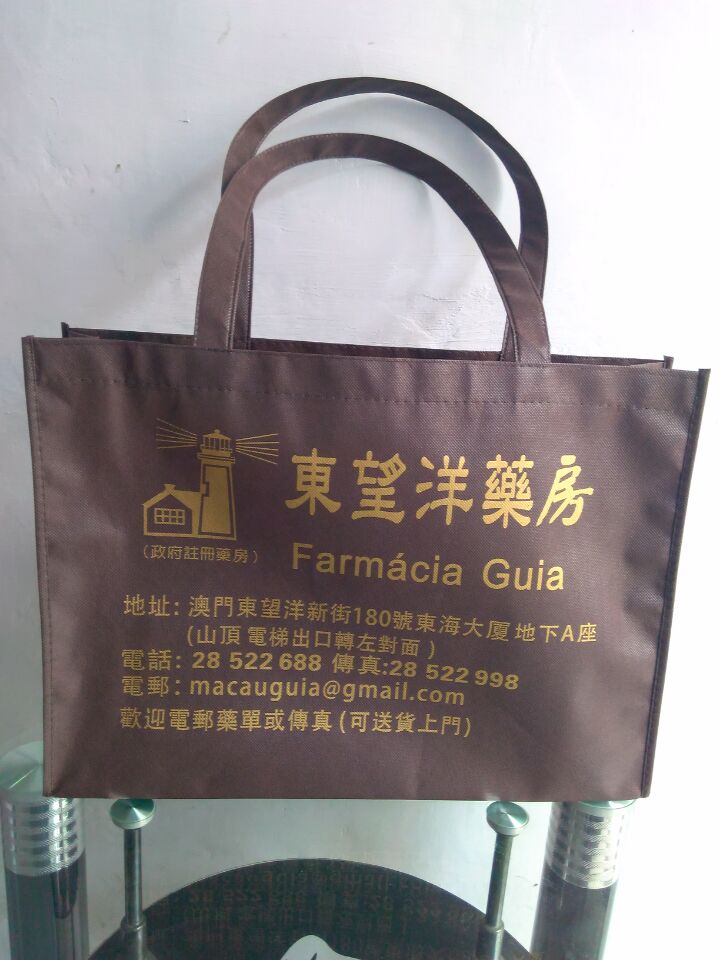 東望洋藥房
(政府註冊藥房)
Farmácia Guia
地址: 澳門東望洋新街180號東海大厦地下A座
(山頂電梯出口轉左對面)
電話: 28 522 688 傳真:28 522 998
電郵: macauguia@gmail.com
歡迎電郵藥單或傳真(可送貨上門)